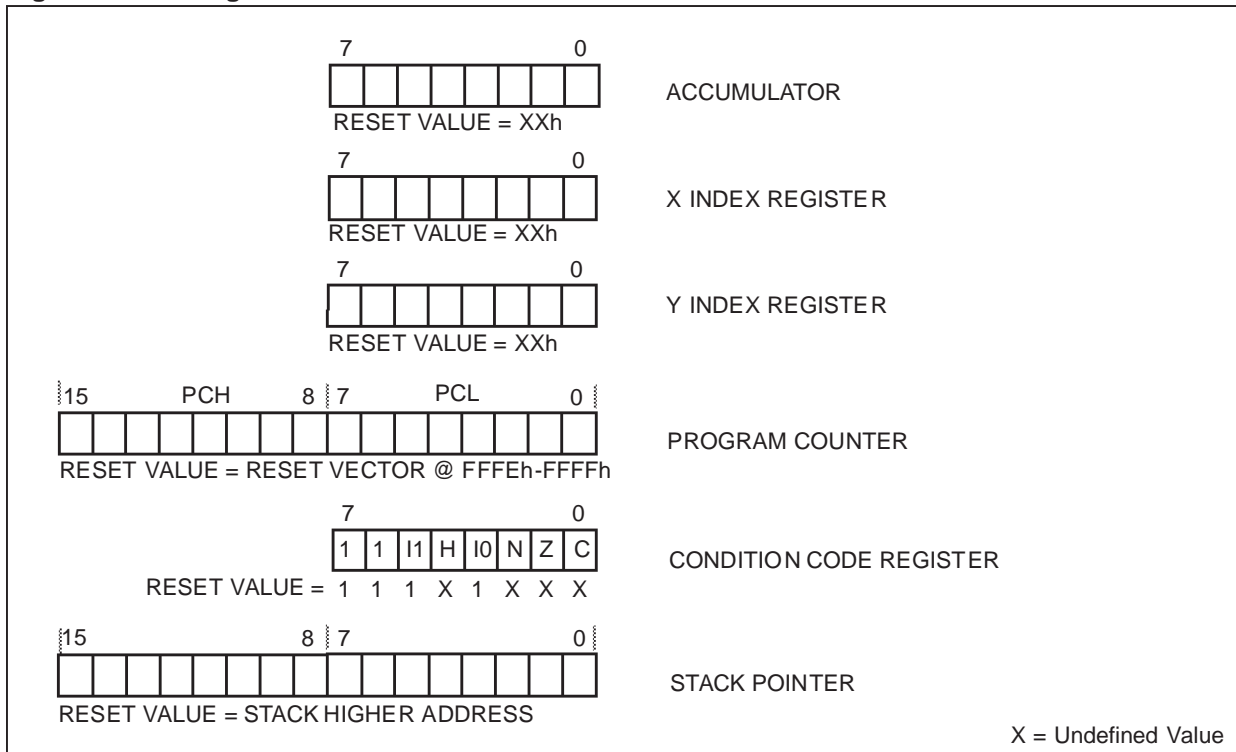 7 0
ACCUMULATOR
RESET VALUE = XXh
7 0
X INDEX REGISTER
RESET VALUE = XXh
7 0
Y INDEX REGISTER
RESET VALUE = XXh
15 PCH 8 7 PCL 0
PROGRAM COUNTER
RESET VALUE = RESET VECTOR @ FFFEh-FFFFh
7 0
1 1 I1 H I0 N Z C
CONDITION CODE REGISTER
RESET VALUE = 1 1 1 X 1 X X X
15 8 7 0
STACK POINTER
RESET VALUE = STACK HIGHER ADDRESS
X = Undefined Value